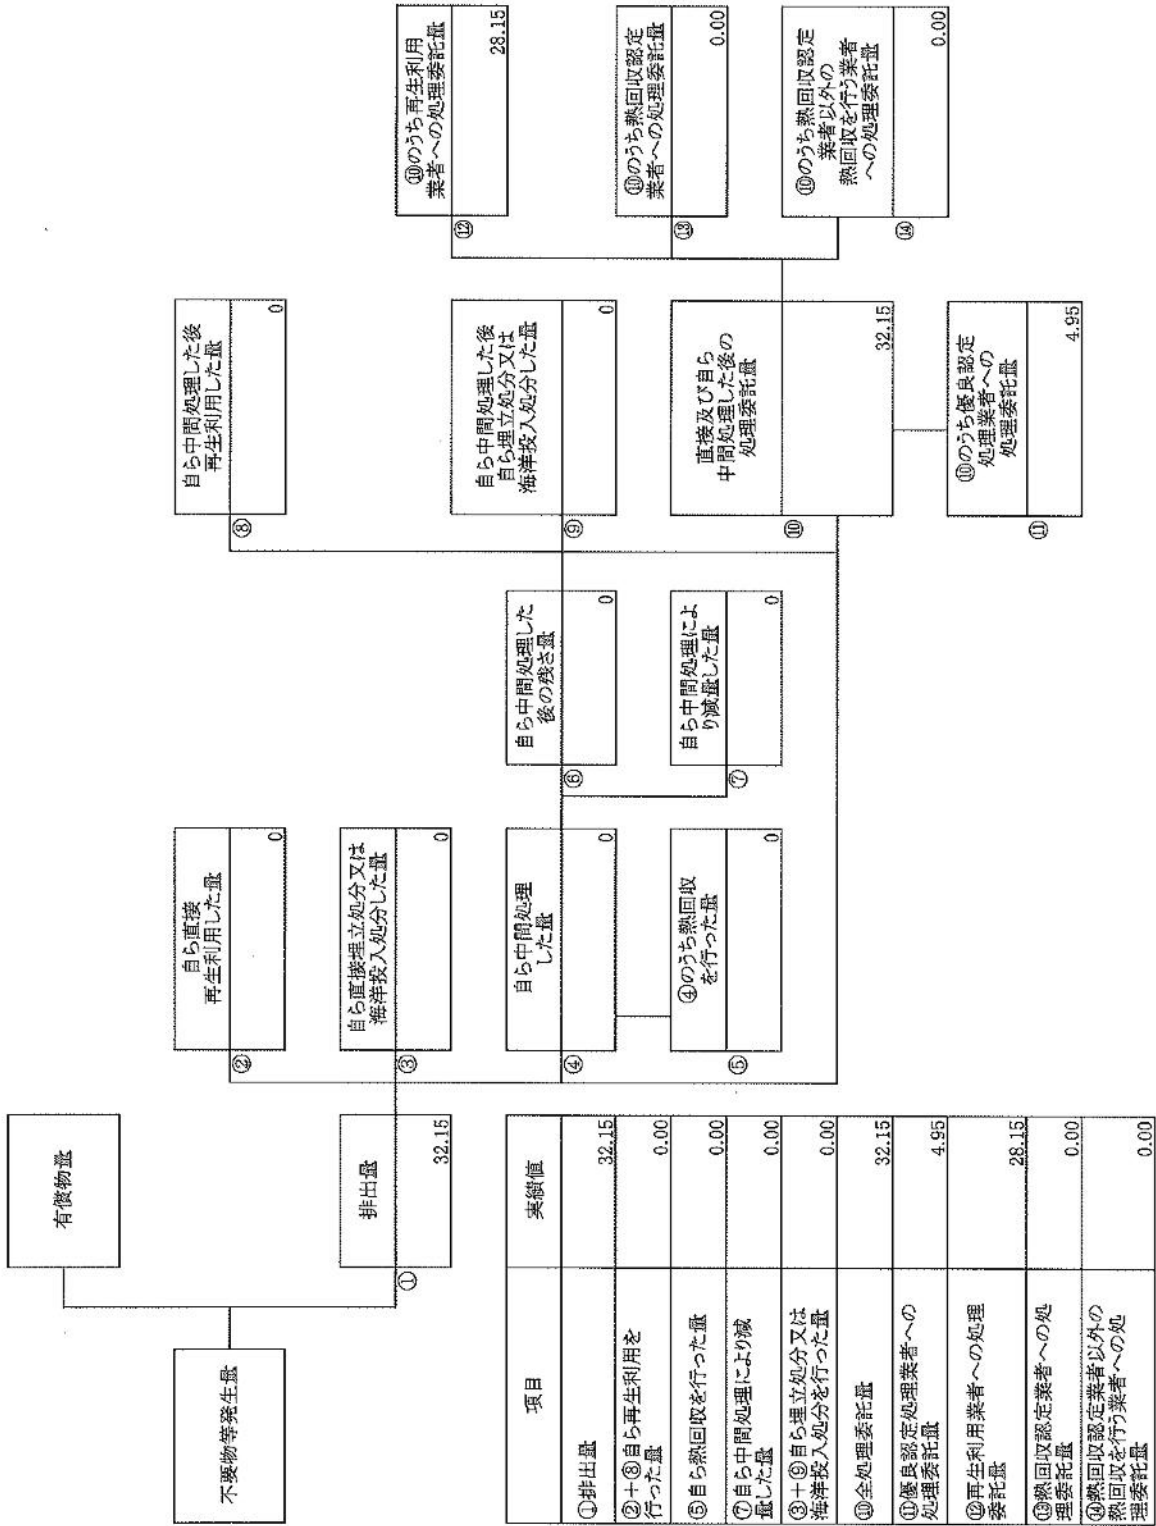 不要物等発生量
有償物量
①
排出量
32.15
②
自ら直接
再生利用した量
0
③
自ら直接埋立処分又は
海洋投入処分した量
0
④
自ら中間処理
した量
0
⑤
④のうち熱回収
を行った量
0
⑥
自ら中間処理した
後の残さ量
0
⑦
自ら中間処理によ
り減量した量
0
⑧
自ら中間処理した後
再生利用した量
0
⑨
自ら中間処理した後
自ら埋立処分又は
海洋投入処分した量
0
⑩
直接及び自ら
中間処理した後の
処理委託量
32.15
⑪
⑩のうち優良認定
処理業者への
処理委託量
4.95
⑫
⑩のうち再生利用
業者への処理委託量
28.15
⑬
⑩のうち熱回収認定
業者への処理委託量
0.00
⑭
⑩のうち熱回収認定
業者以外の
熱回収を行う業者
への処理委託量
0.00
項目
実績値
①排出量
32.15
②+⑧自ら再生利用を
行った量
0.00
⑤自ら熱回収を行った量
0.00
⑦自ら中間処理により減
量した量
0.00
③+⑨自ら埋立処分又は
海洋投入処分を行った量
0.00
⑩全処理委託量
32.15
⑪優良認定処理業者への
処理委託量
4.95
⑫再生利用業者への処理
委託量
28.15
⑬熱回収認定業者への処
理委託量
0.00
⑭熱回収認定業者以外の
熱回収を行う業者への処
理委託量
0.00